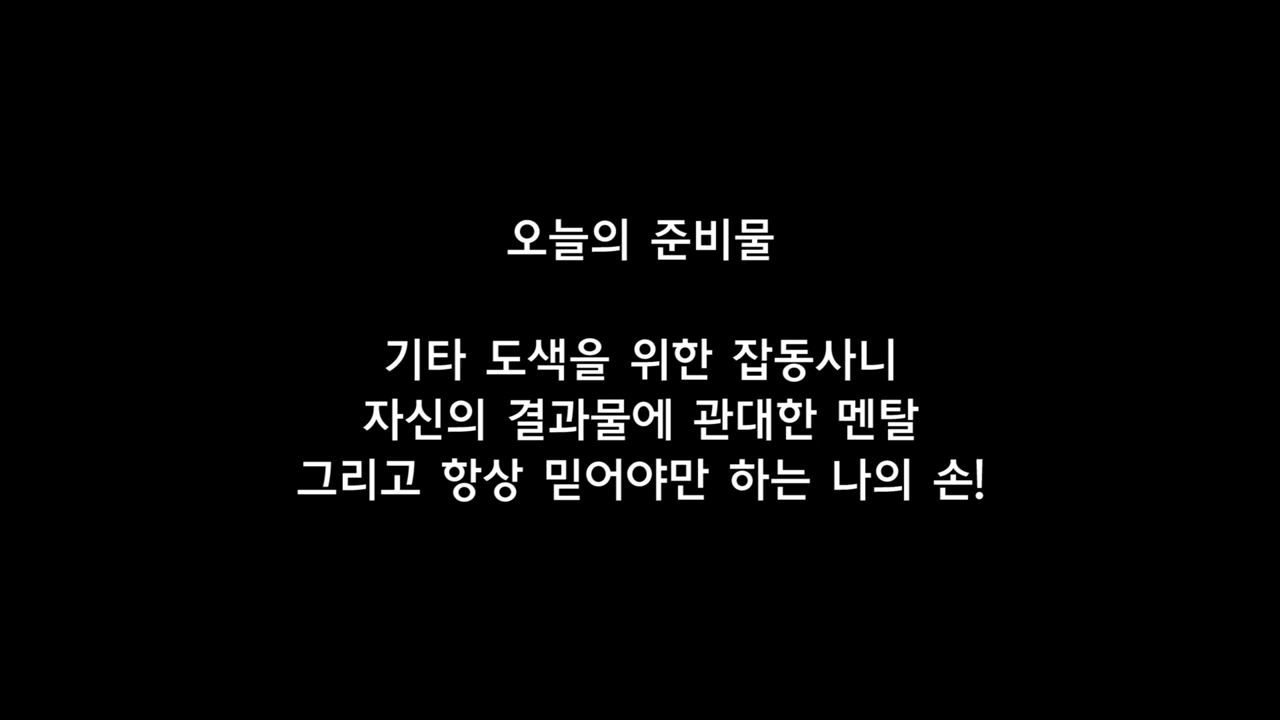 오늘의 준비물
기타 도색을 위한 잡동사니
자신의 결과물에 관대한 멘탈
그리고 항상 믿어야만 하는 나의 손!